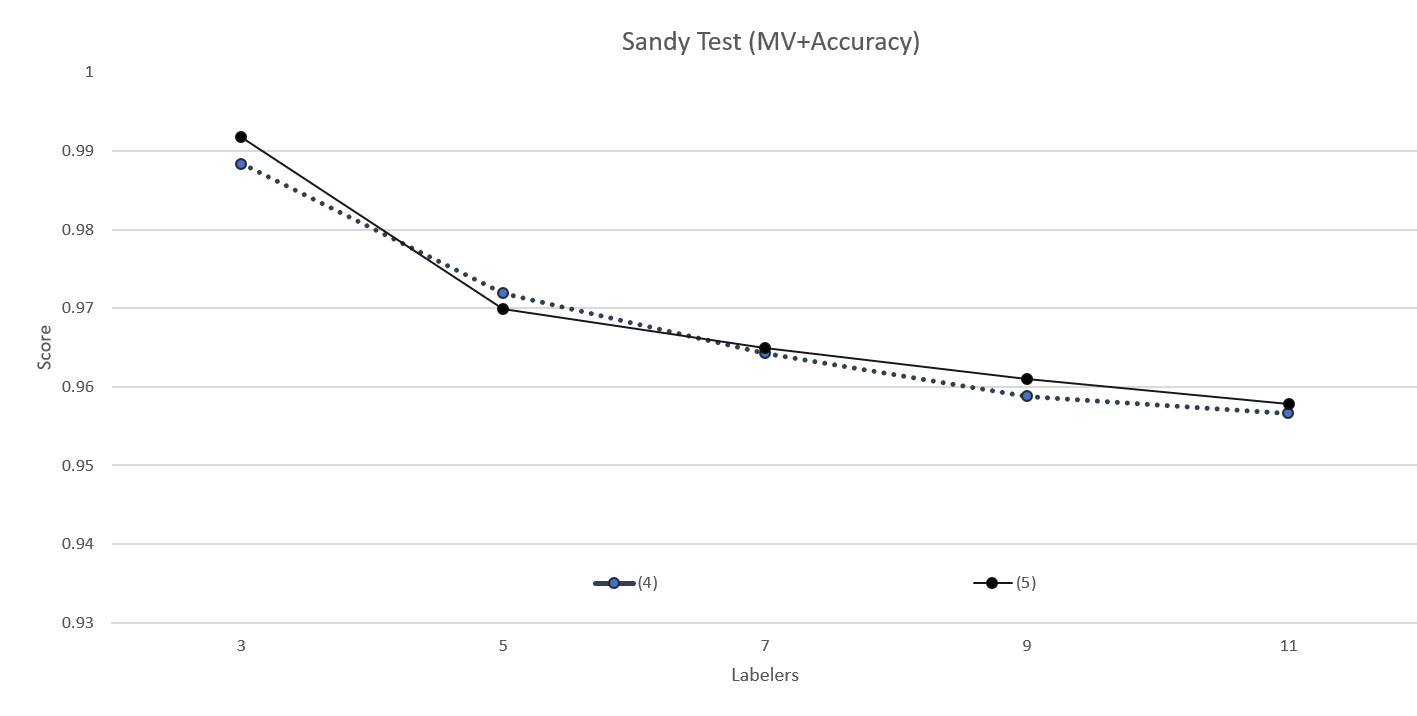 Sandy Test (MV+Accuracy)
1
0.99
0.98
0.97
0.96
0.95
0.94
0.93
Score
(4) (5)
3 5 7 9 11
Labelers